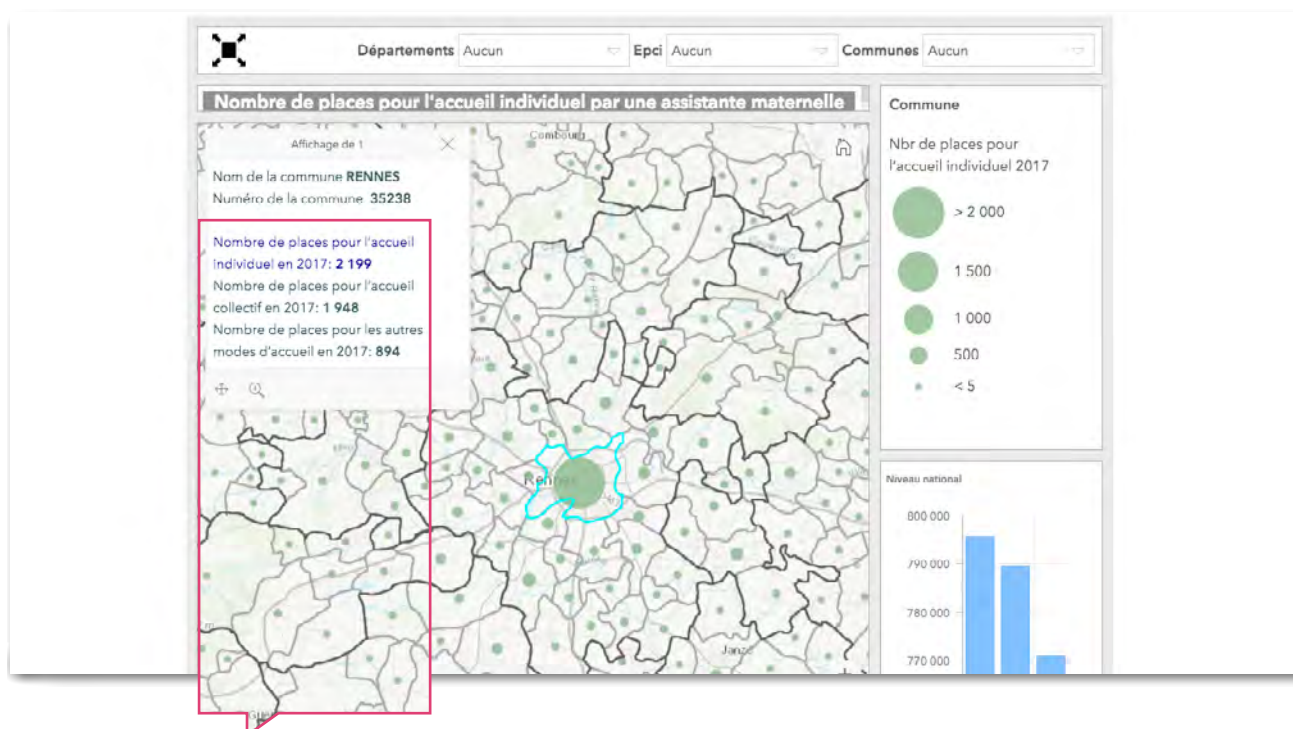 Départements Aucun Epci Aucun Communes Aucun
Nombre de places pour l'accueil individuel par une assistante maternelle
Affichage de 1
Nom de la commune RENNES
Numéro de la commune 35238
Nombre de places pour l'accueil
individuel en 2017: 2 199
Nombre de places pour l'accueil
collectif en 2017: 1 948
Nombre de places pour les autres
modes d'accueil en 2017: 894
Combourg
Janzé
Commune
Nbr de places pour
l'accueil individuel 2017
> 2 000
1 500
1 000
500
< 5
Niveau national
800 000
790 000
780 000
770 000